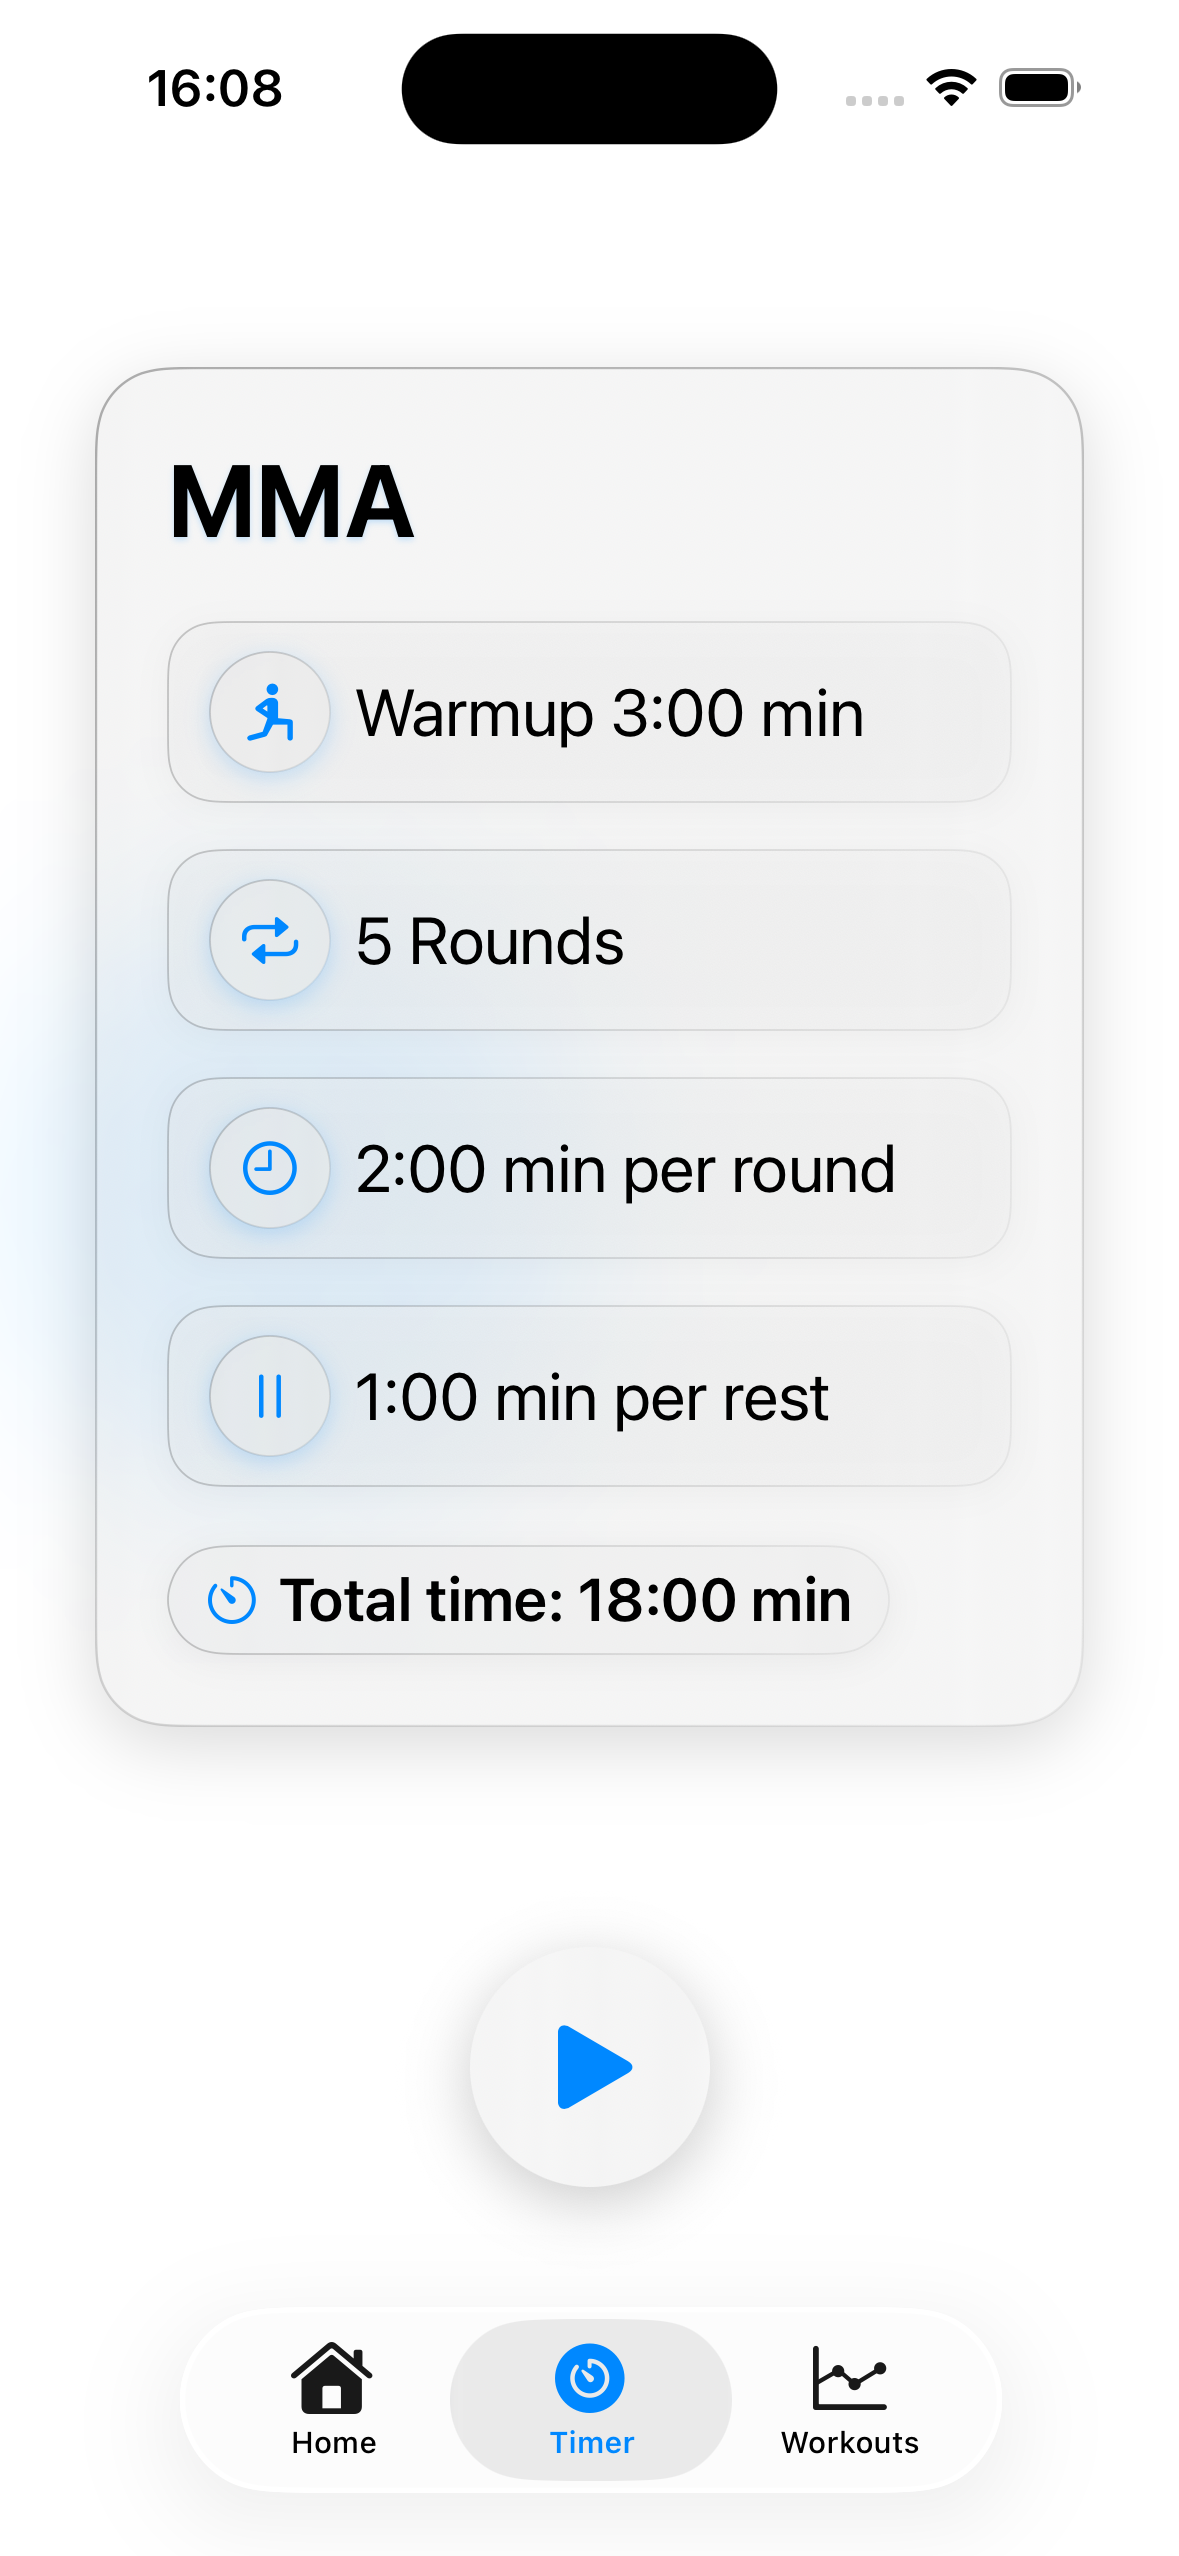 16:08
MMA
Warmup 3:00 min
5 Rounds
2:00 min per round
1:00 min per rest
Total time: 18:00 min
Home
Timer
Workouts